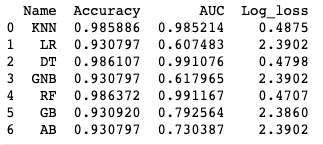 Name Accuracy AUC Log_loss
0 KNN 0.985886 0.985214 0.4875
1 LR 0.930797 0.607483 2.3902
2 DT 0.986107 0.991076 0.4798
3 GNB 0.930797 0.617965 2.3902
4 RF 0.986372 0.991167 0.4707
5 GB 0.930920 0.792564 2.3860
6 AB 0.930797 0.730387 2.3902